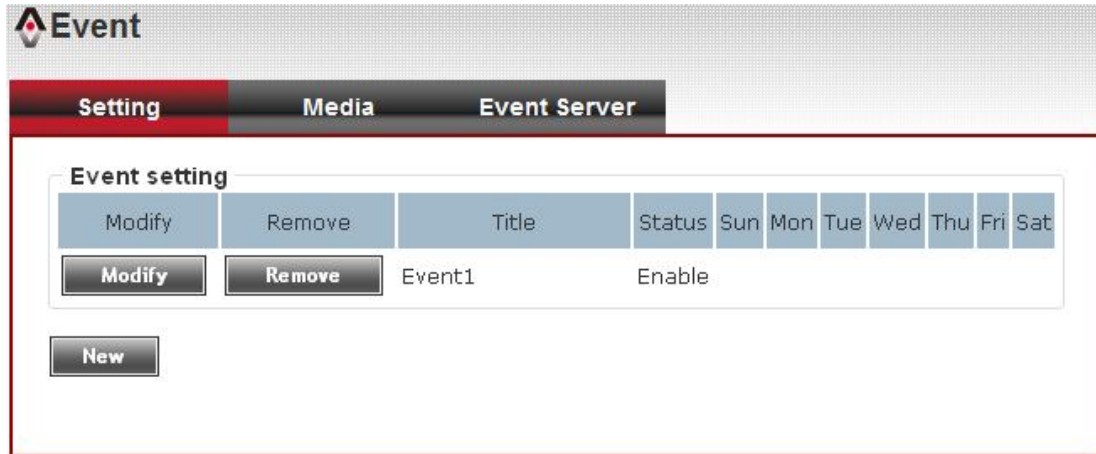 Event
Setting Media Event Server
Event setting
Modify Remove Title Status Sun Mon Tue Wed Thu Fri Sat
Modify Remove Event1 Enable
New